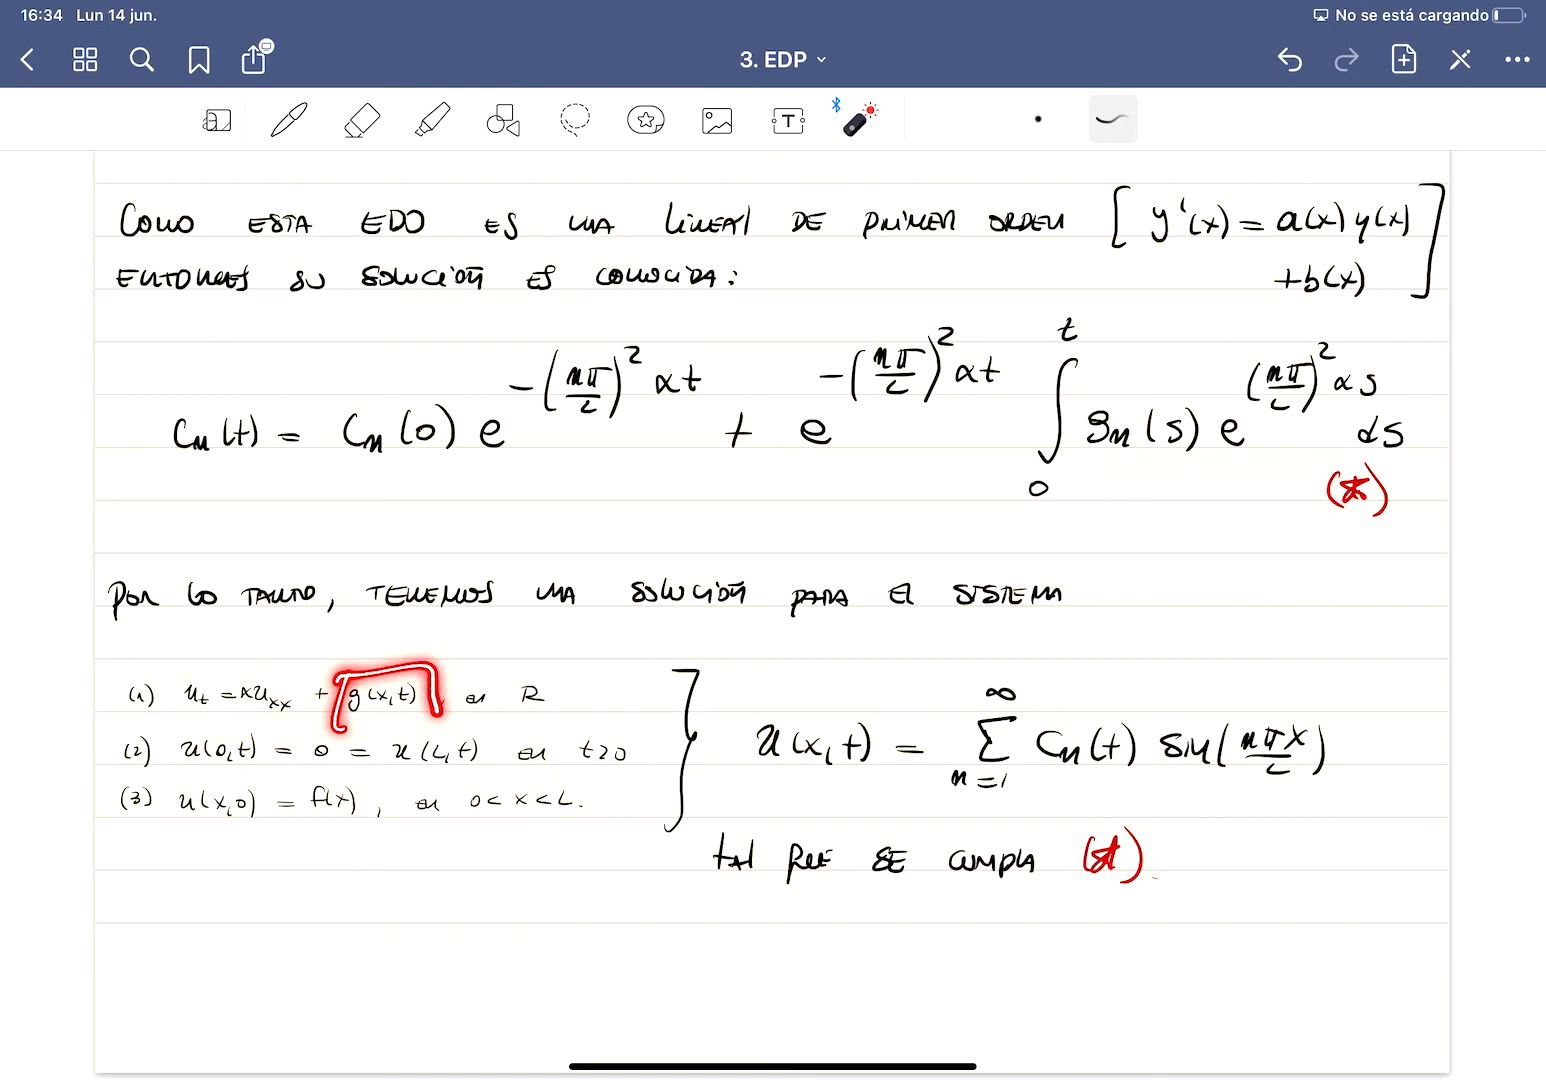 16:34 Lun 14 jun. No se está cargando
3. EDP
T
Como esta EDO es una lineal de primer orden [ y'(x) = a(x) y(x)
entonces su solución es conocida: + b(x) ]
Cn(t) = Cn(0) e^{-(nπ/L)² αt} + e^{-(nπ/L)² αt} ∫₀ᵗ gn(s) e^{(nπ/L)² αs} ds
(*)
Por lo tanto, tenemos una solución para el sistema
(1) ut = αuxx + g(x,t), en R
(2) u(0,t) = 0 = u(L,t) en t≥0
(3) u(x,0) = f(x), en 0 < x < L.
u(x,t) = Σ_{n=1}^{∞} Cn(t) sin(nπx/L)
tal que se cumpla (*).